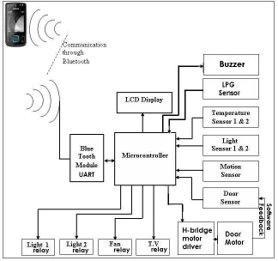 Communication
through
Bluetooth
Buzzer
LPG
Sensor
LCD Display
Temperature
Sensor 1 & 2
Light
Sensor 1 & 2
Blue
Tooth
Module
UART
Microcontroller
Motion
Sensor
Door
Sensor
Software
Feedback
H-bridge
motor
driver
Door
Motor
Light 1
relay
Light 2
relay
Fan
relay
T.V
relay